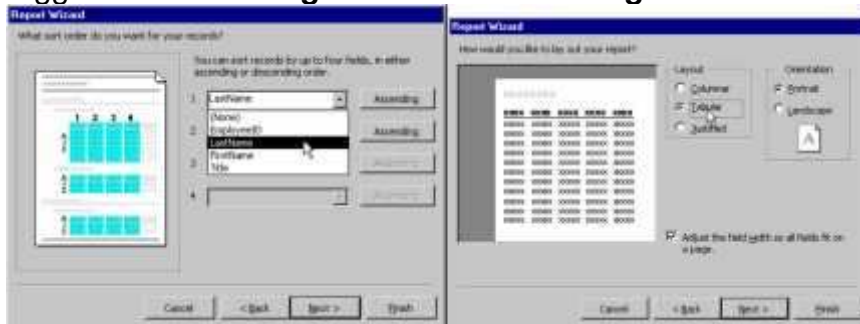 Report Wizard
What sort order do you want for your records?
You can sort records by up to four fields, in either
ascending or descending order.
1 2 3 4
1 LastName Ascending
(None)
EmployeeID
LastName
FirstName
Title
2 Ascending
3 Ascending
4 Ascending
Cancel < Back Next > Finish
Report Wizard
How would you like to lay out your report?
Layout
Columnar
Tabular
Justified
Orientation
Portrait
Landscape
A
Adjust the field width so all fields fit on
a page.
Cancel < Back Next > Finish